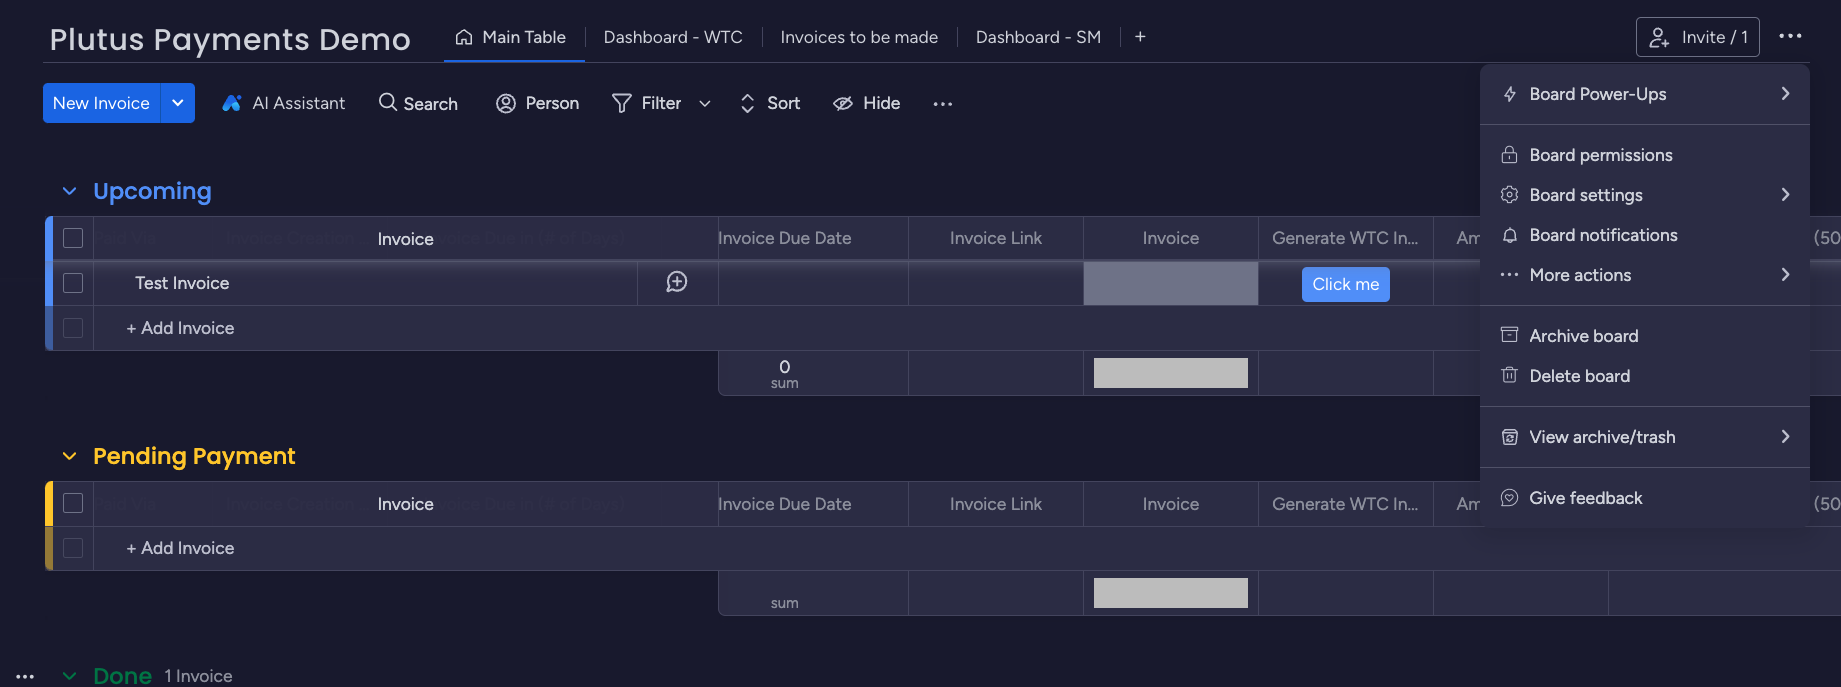 Plutus Payments Demo
Main Table
Dashboard - WTC
Invoices to be made
Dashboard - SM
+
Invite / 1
New Invoice
AI Assistant
Search
Person
Filter
Sort
Hide
Board Power-Ups
Board permissions
Board settings
Board notifications
More actions
Archive board
Delete board
View archive/trash
Give feedback
Upcoming
Invoice
Invoice Due Date
Invoice Link
Invoice
Generate WTC In...
Am
(50
Test Invoice
Click me
+ Add Invoice
0
sum
Pending Payment
Invoice
Invoice Due Date
Invoice Link
Invoice
Generate WTC In...
Am
(50
+ Add Invoice
sum
Done
1 Invoice